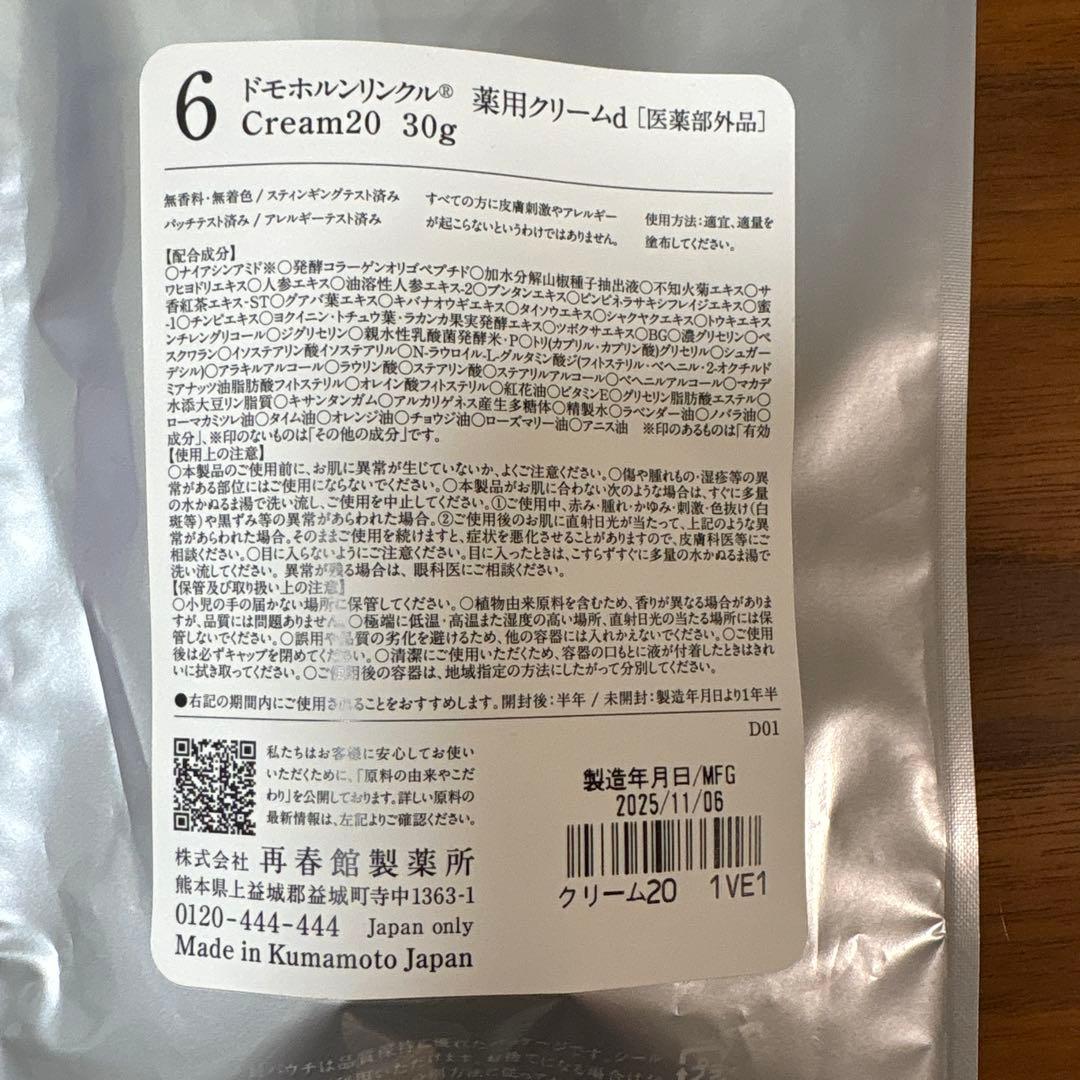 6
ドモホルンリンクル® 薬用クリームd [医薬部外品]
Cream20 30g
無香料・無着色 / スティンギングテスト済み
パッチテスト済み / アレルギーテスト済み
すべての方に皮膚刺激やアレルギー
が起こらないというわけではありません。
使用方法：適宜、適量を
塗布してください。
【配合成分】
○ナイアシンアミド※○発酵コラーゲンオリゴペプチド○加水分解山椒種子抽出液○不知火菊エキス○サ
ワヒヨドリエキス○人参エキス○油溶性人参エキス-2○ブンタンエキス○ピンピネラサキシフレイジエキス○蜜
香紅茶エキス-ST○グアバ葉エキス○キバナオウギエキス○タイソウエキス○シャクヤクエキス○トウキエキス
-1○チンピエキス○ヨクイニン・トチュウ葉・ラカンカ果実発酵エキス○ツボクサエキス○BG○濃グリセリン○ペ
ンチレングリコール○ジグリセリン○親水性乳酸菌発酵米・P○トリ(カプリル・カプリン酸)グリセリル○シュガー
スクワラン○イソステアリン酸イソステアリル○N-ラウロイル-L-グルタミン酸ジ(フィトステリル・ベヘニル・2-オクチルド
デシル)○アラキルアルコール○ラウリン酸○ステアリン酸○ステアリルアルコール○ベヘニルアルコール○マカデ
ミアナッツ油脂肪酸フィトステリル○オレイン酸フィトステリル○紅花油○ビタミンE○グリセリン脂肪酸エステル○
水添大豆リン脂質○キサンタンガム○アルカリゲネス産生多糖体○精製水○ラベンダー油○ノバラ油○
ローマカミツレ油○タイム油○オレンジ油○チョウジ油○ローズマリー油○アニス油 ※印のあるものは「有効
成分」、※印のないものは「その他の成分」です。
【使用上の注意】
○本製品のご使用前に、お肌に異常が生じていないか、よくご注意ください。○傷や腫れもの・湿疹等の異
常がある部位にはご使用にならないでください。○本製品がお肌に合わない次のような場合は、すぐに多量
の水かぬるま湯で洗い流し、ご使用を中止してください。①ご使用中、赤み・腫れ・かゆみ・刺激・色抜け(白
斑等)や黒ずみ等の異常があらわれた場合。②ご使用後のお肌に直射日光が当たって、上記のような異
常があらわれた場合。そのままご使用を続けますと、症状を悪化させることがありますので、皮膚科医等にご
相談ください。○目に入らないようにご注意ください。目に入ったときは、こすらずすぐに多量の水かぬるま湯で
洗い流してください。異常が残る場合は、眼科医にご相談ください。
【保管及び取り扱い上の注意】
○小児の手の届かない場所に保管してください。○植物由来原料を含むため、香りが異なる場合がありま
すが、品質には問題ありません。○極端に低温・高温また湿度の高い場所、直射日光の当たる場所には保
管しないでください。○誤用や品質の劣化を避けるため、他の容器には入れかえないでください。○ご使用
後は必ずキャップを閉めてください。○清潔にご使用いただくため、容器の口もとに液が付着したときはきれ
いに拭き取ってください。○ご使用後の容器は、地域指定の方法にしたがって分別してください。
●右記の期間内にご使用されることをおすすめします。開封後：半年 / 未開封：製造年月日より1年半
D01
私たちはお客様に安心してお使い
いただくために、「原料の由来やこだ
わり」を公開しております。詳しい原料の
最新情報は、左記よりご確認ください。
製造年月日/MFG
2025/11/06
クリーム20 1VE1
株式会社 再春館製薬所
熊本県上益城郡益城町寺中1363-1
0120-444-444 Japan only
Made in Kumamoto Japan